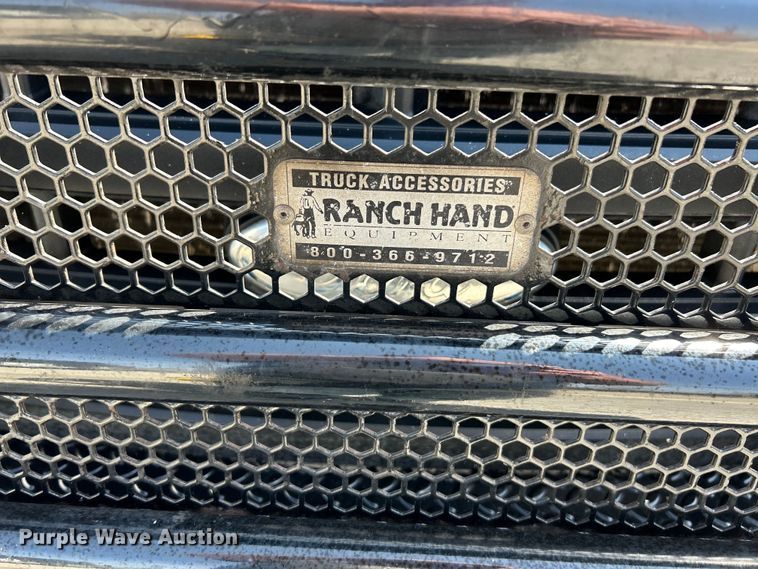 TRUCK ACCESSORIES
RANCH HAND
EQUIPMENT
800-366-9712
Purple Wave Auction